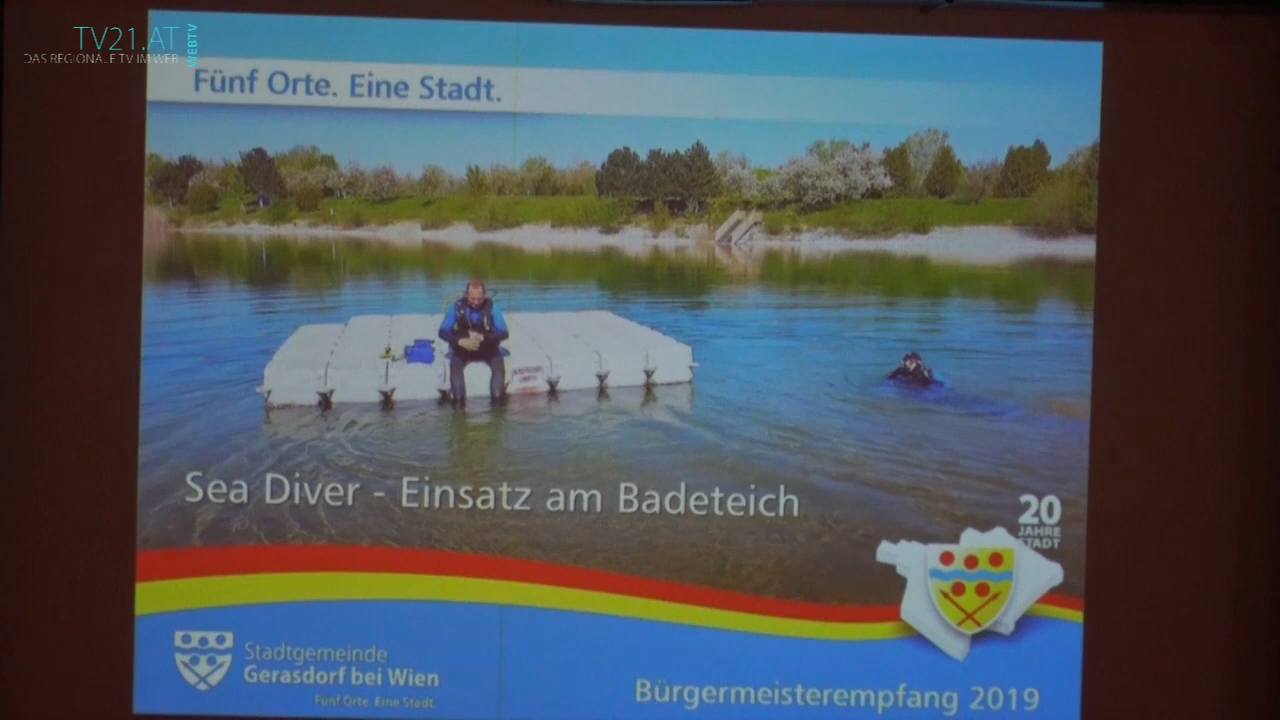 TV21.AT
WEBTV
DAS REGIONALE TV IM WEB
Fünf Orte. Eine Stadt.
Sea Diver - Einsatz am Badeteich
20
JAHRE
STADT
Stadtgemeinde
Gerasdorf bei Wien
Fünf Orte. Eine Stadt.
Bürgermeisterempfang 2019